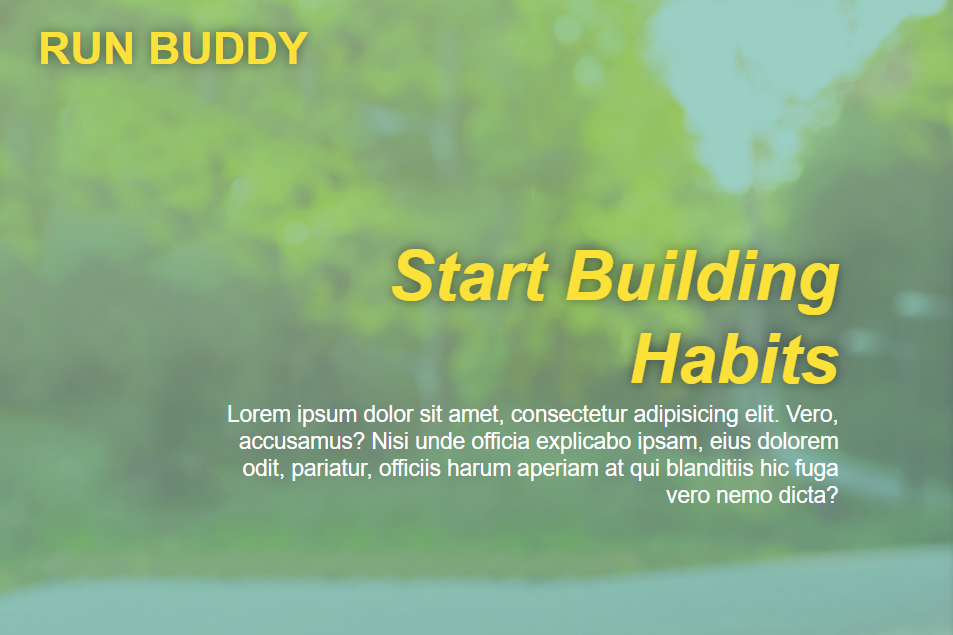 RUN BUDDY
Start Building
Habits
Lorem ipsum dolor sit amet, consectetur adipisicing elit. Vero,
accusamus? Nisi unde officia explicabo ipsam, eius dolorem
odit, pariatur, officiis harum aperiam at qui blanditiis hic fuga
vero nemo dicta?